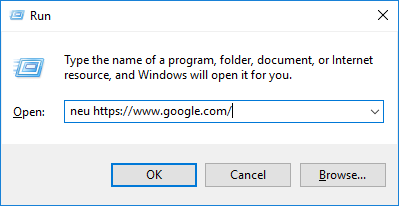 Run
Type the name of a program, folder, document, or Internet
resource, and Windows will open it for you.
Open: neu https://www.google.com/
OK Cancel Browse...